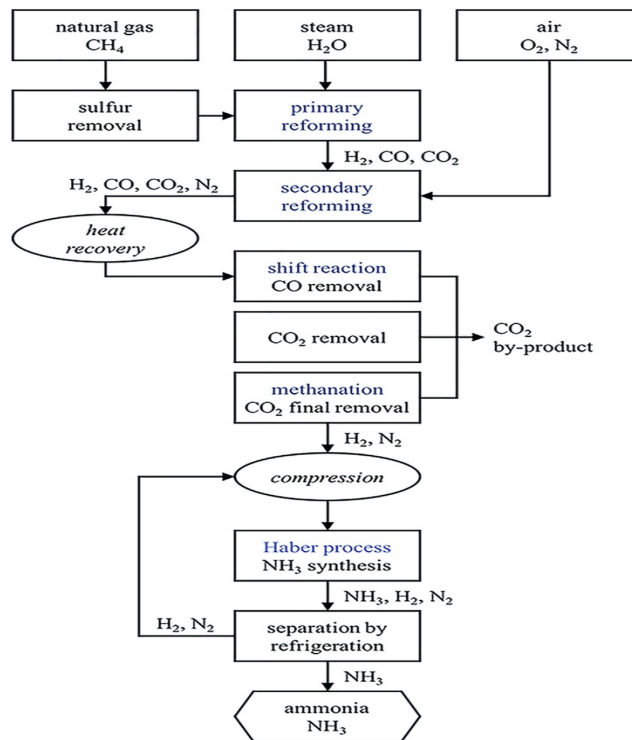 natural gas
CH₄
steam
H₂O
air
O₂, N₂
sulfur
removal
primary
reforming
H₂, CO, CO₂
H₂, CO, CO₂, N₂
secondary
reforming
heat
recovery
shift reaction
CO removal
CO₂ removal
CO₂
by-product
methanation
CO₂ final removal
H₂, N₂
compression
Haber process
NH₃ synthesis
NH₃, H₂, N₂
H₂, N₂
separation by
refrigeration
NH₃
ammonia
NH₃